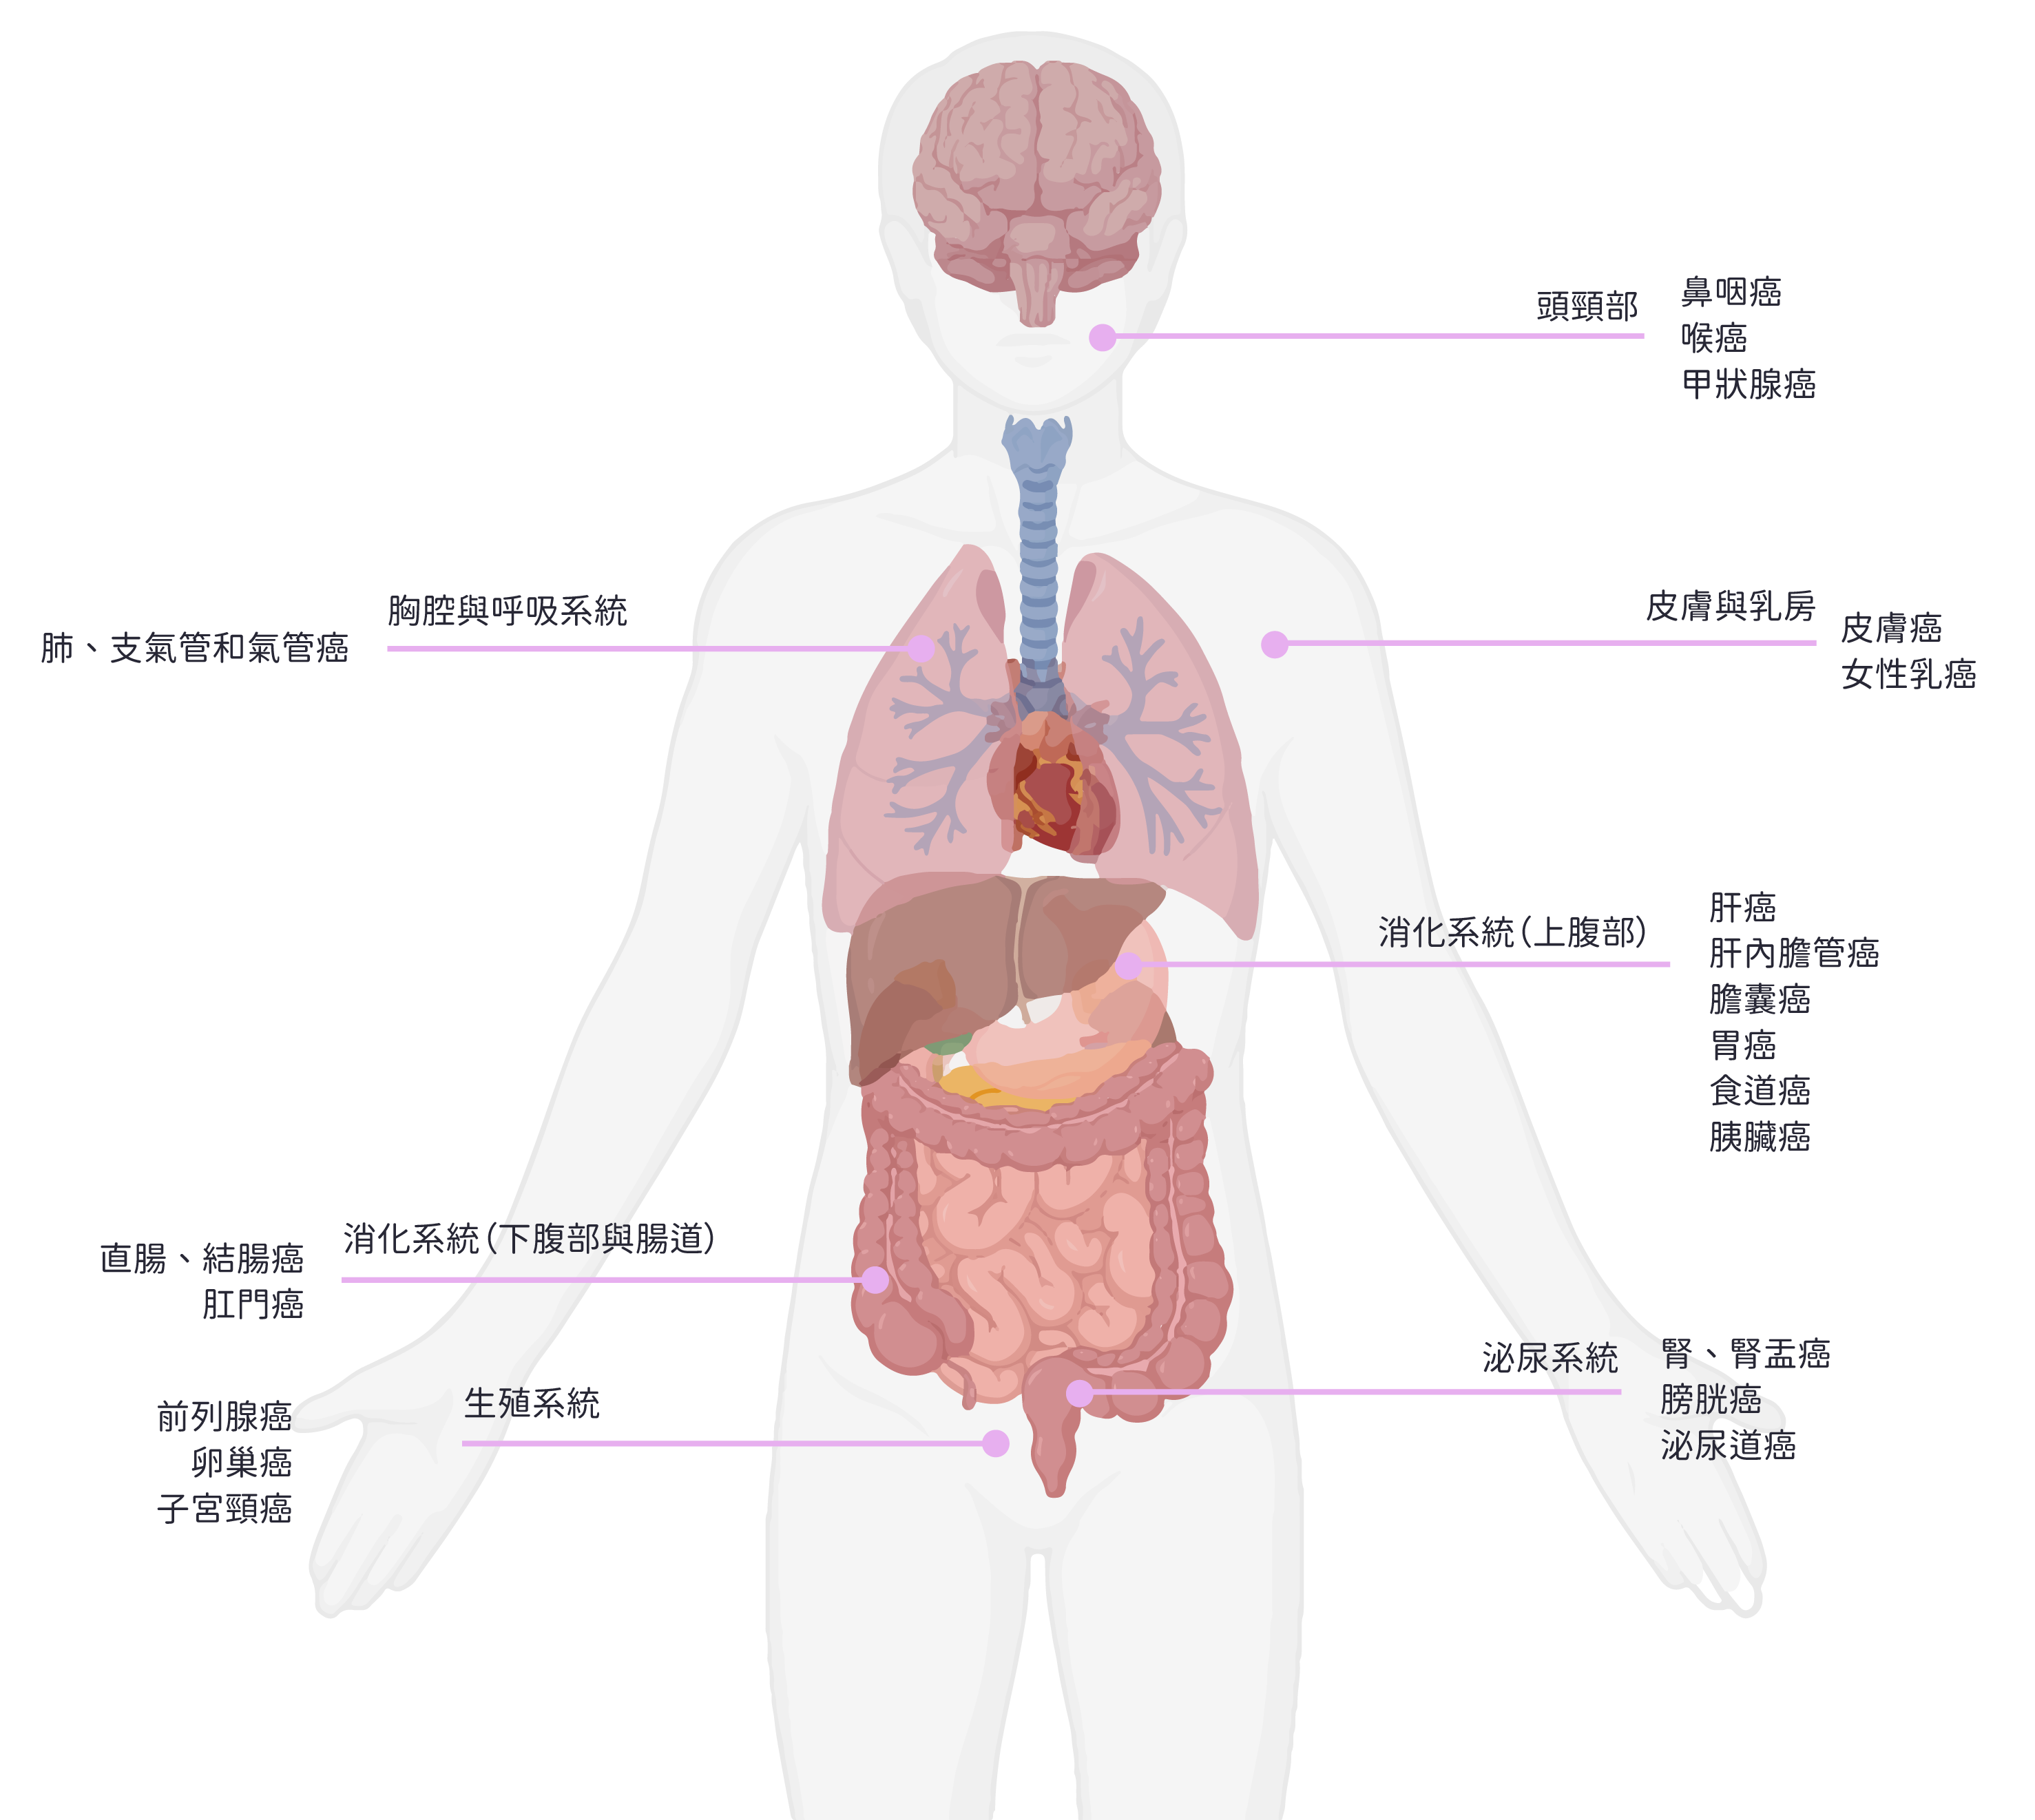 頭頸部
鼻咽癌
喉癌
甲狀腺癌
胸腔與呼吸系統
肺、支氣管和氣管癌
皮膚與乳房
皮膚癌
女性乳癌
消化系統(上腹部)
肝癌
肝內膽管癌
膽囊癌
胃癌
食道癌
胰臟癌
消化系統(下腹部與腸道)
直腸、結腸癌
肛門癌
泌尿系統
腎、腎盂癌
膀胱癌
泌尿道癌
生殖系統
前列腺癌
卵巢癌
子宮頸癌